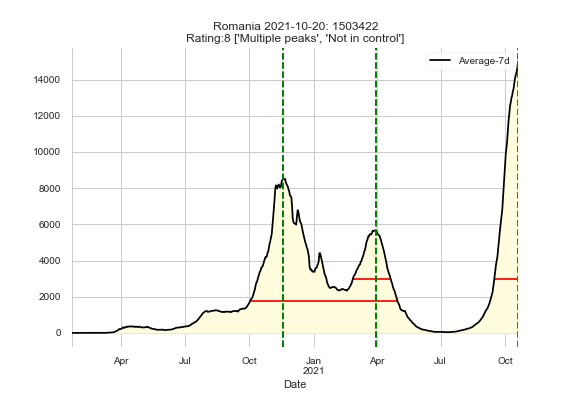 Romania 2021-10-20: 1503422
Rating:8 ['Multiple peaks', 'Not in control']
Average-7d
14000
12000
10000
8000
6000
4000
2000
0
Apr Jul Oct Jan Apr Jul Oct
2021
Date